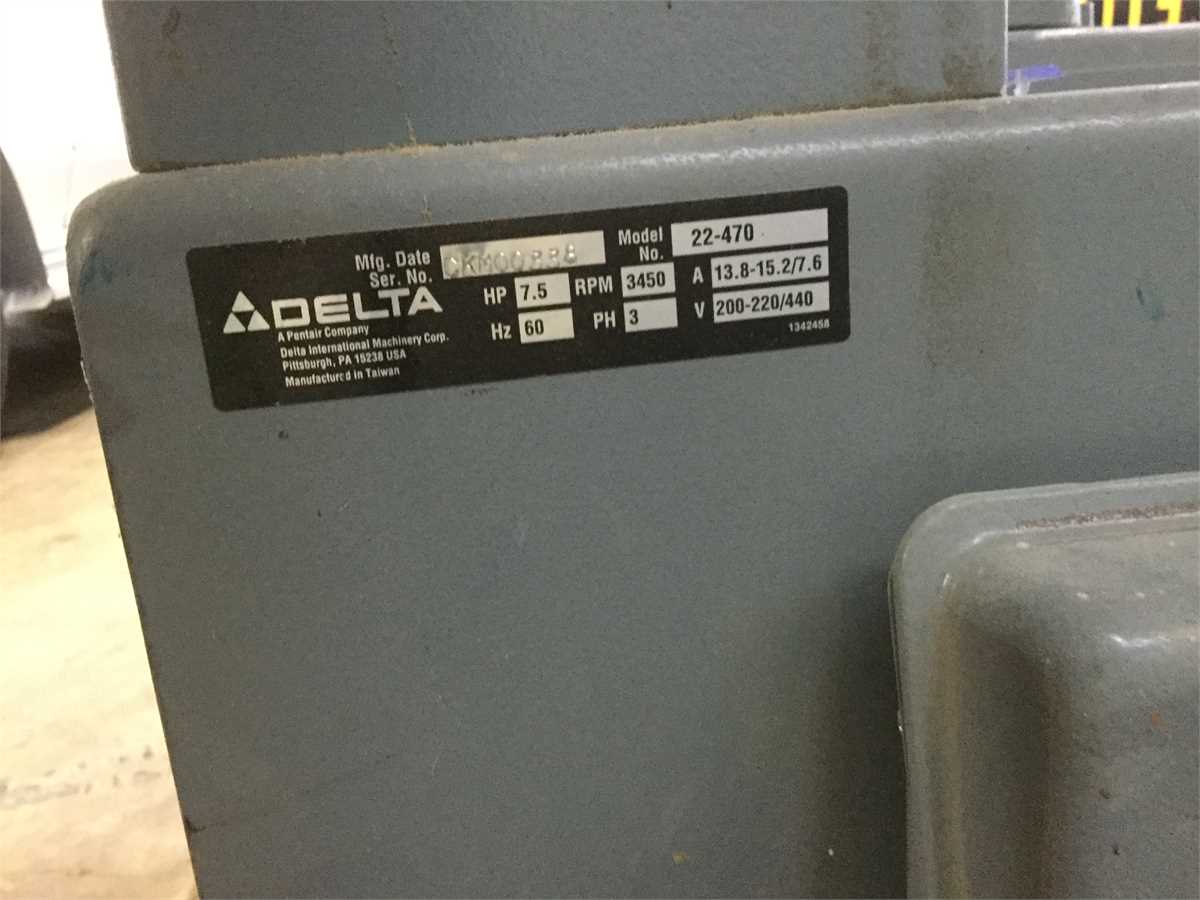 Mfg. Date
Ser. No.
Model
No.
22-470
HP 7.5 RPM 3450 A 13.8-15.2/7.6
Hz 60 PH 3 V 200-220/440
DELTA
A Pentair Company
Delta International Machinery Corp.
Pittsburgh, PA 15238 USA
Manufactured in Taiwan
1342458